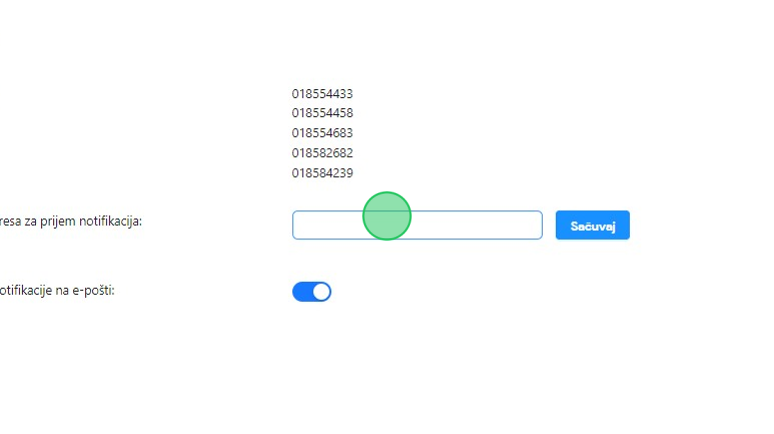 018554433
018554458
018554683
018582682
018584239
resa za prijem notifikacija:
Sačuvaj
otifikacije na e-pošti: